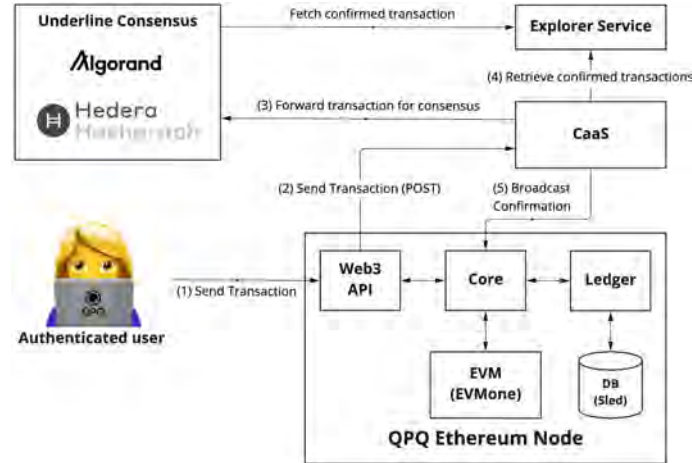 Underline Consensus
Algorand
Hedera
Hashgraph
Fetch confirmed transaction
Explorer Service
(4) Retrieve confirmed transactions
(3) Forward transaction for consensus
CaaS
(2) Send Transaction (POST)
(5) Broadcast
Confirmation
QPQ
Authenticated user
(1) Send Transaction
Web3
API
Core
Ledger
EVM
(EVMone)
DB
(Sled)
QPQ Ethereum Node